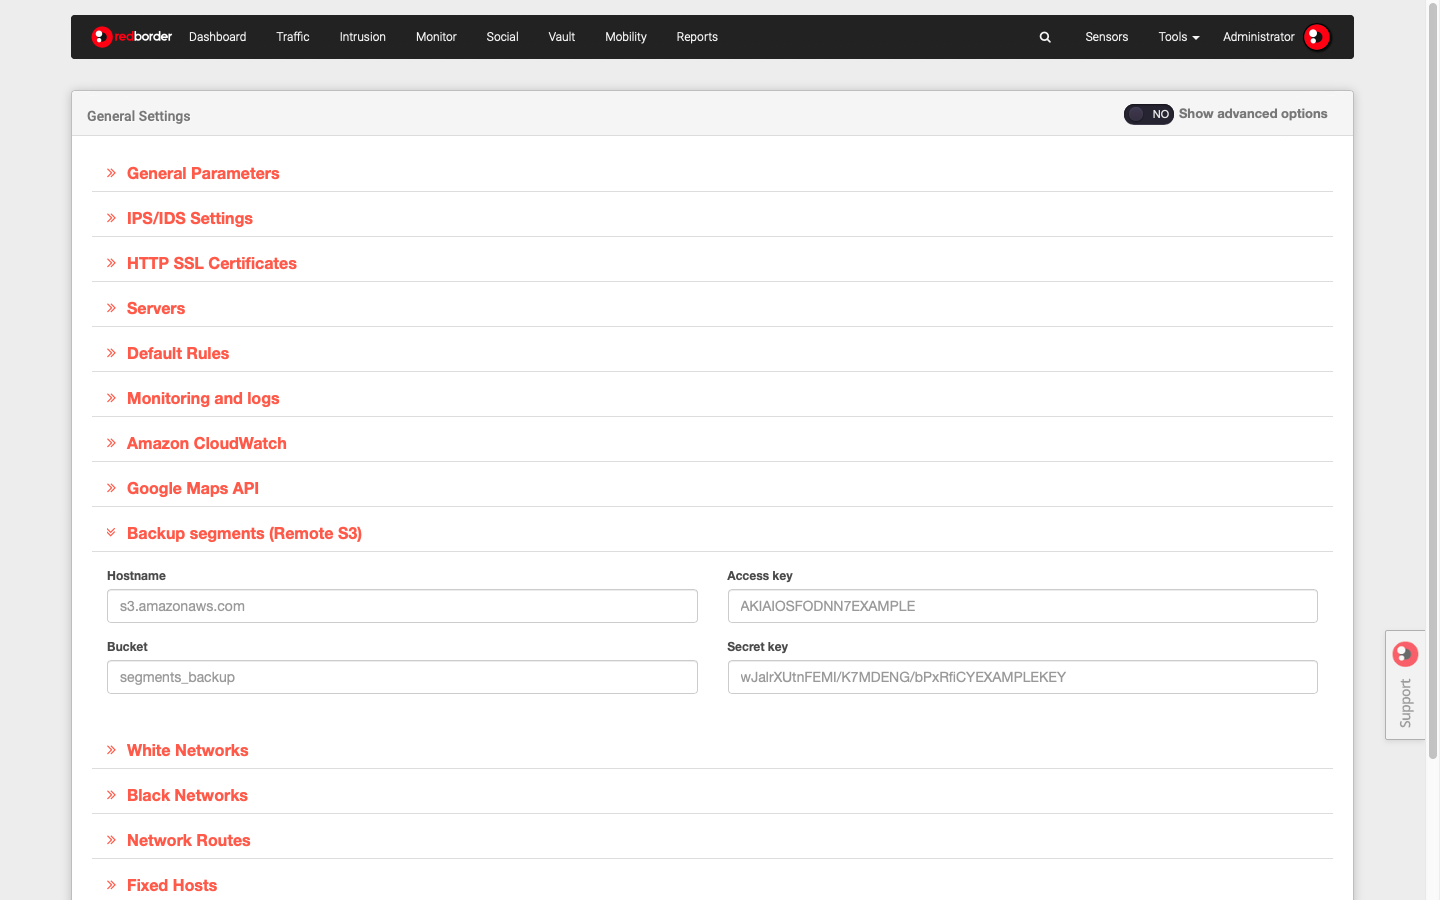 redborder Dashboard Traffic Intrusion Monitor Social Vault Mobility Reports Sensors Tools Administrator
General Settings NO Show advanced options
General Parameters
IPS/IDS Settings
HTTP SSL Certificates
Servers
Default Rules
Monitoring and logs
Amazon CloudWatch
Google Maps API
Backup segments (Remote S3)
Hostname Access key
s3.amazonaws.com AKIAIOSFODNN7EXAMPLE
Bucket Secret key
segments_backup wJalrXUtnFEMI/K7MDENG/bPxRfiCYEXAMPLEKEY
Support
White Networks
Black Networks
Network Routes
Fixed Hosts